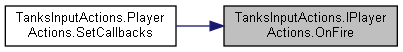 TanksInputActions.Player
Actions.SetCallbacks
TanksInputActions.IPlayer
Actions.OnFire